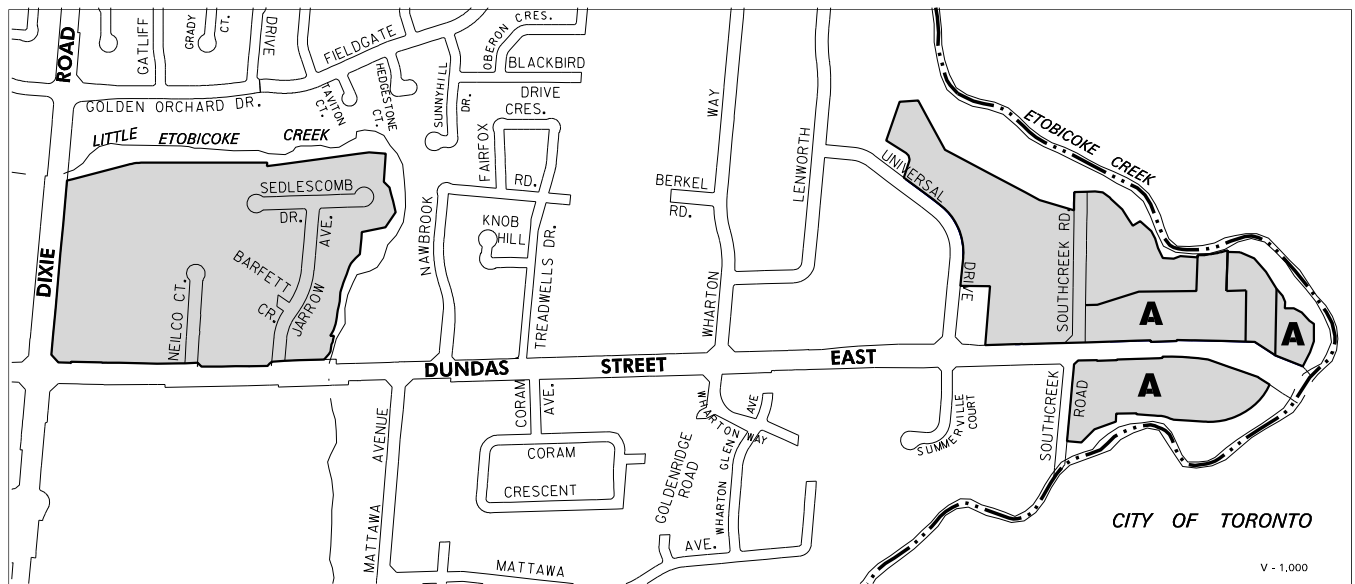 ROAD
GATLIFF
GRADY
CT.
DRIVE
FIELDGATE
OBERON CRES.
BLACKBIRD
DRIVE
GOLDEN ORCHARD DR.
TAVITON
CT.
HEDGESTONE
CT.
SUNNYHILL
DR.
FAIRFOX
CRES.
RD.
LITTLE ETOBICOKE CREEK
WAY
LENWORTH
ETOBICOKE CREEK
UNIVERSAL
DRIVE
SEDLESCOMB
DR.
AVE.
BERKEL
RD.
NAWBROOK
KNOB
HILL
TREADWELLS DR.
WHARTON
SOUTHCREEK RD.
DIXIE
BARFETT
CR.
JARROW
NEILCO CT.
A
A
DUNDAS STREET EAST
A
CORAM
AVE.
AVENUE
MATTAWA
CORAM
CRESCENT
WHARTON WAY
AVE
WHARTON GLEN
GOLDENRIDGE
ROAD
SUMMERVILLE
COURT
SOUTHCREEK
ROAD
AVE.
MATTAWA
CITY OF TORONTO
V - 1,000